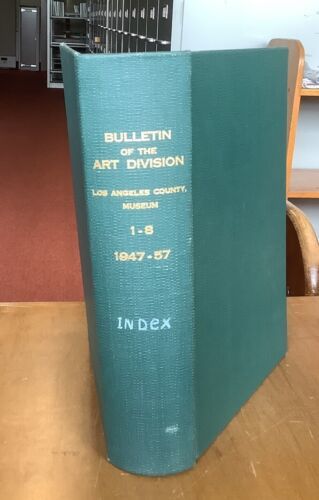 BULLETIN
OF THE
ART DIVISION
LOS ANGELES COUNTY,
MUSEUM
1-8
1947-57
INDEX